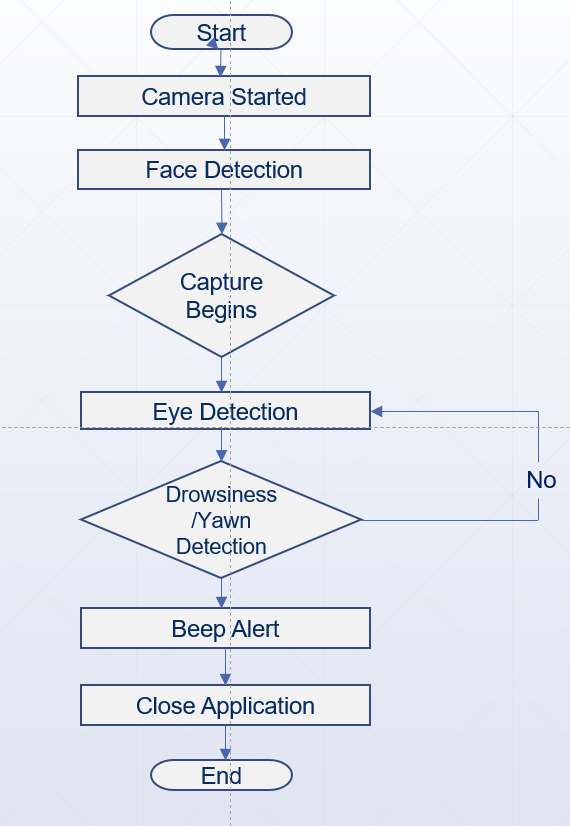 Start
Camera Started
Face Detection
Capture
Begins
Eye Detection
No
Drowsiness
/Yawn
Detection
Beep Alert
Close Application
End